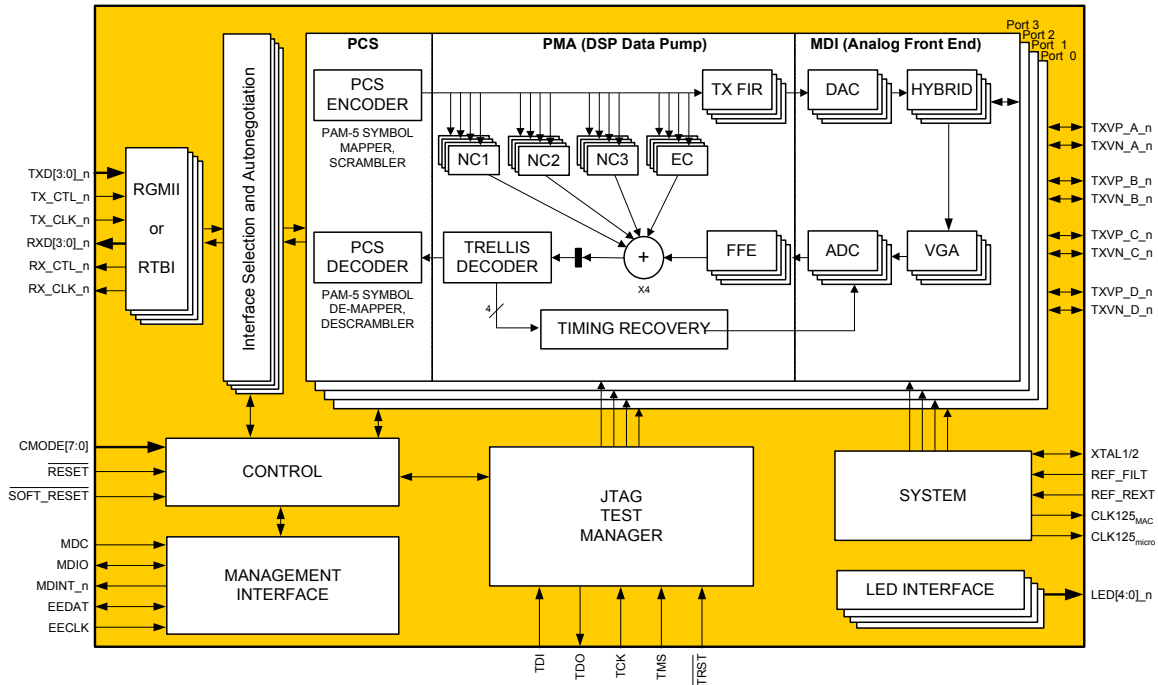 Port 3
Port 2
Port 1
Port 0
PCS
PMA (DSP Data Pump)
MDI (Analog Front End)
PCS
ENCODER
PAM-5 SYMBOL
MAPPER,
SCRAMBLER
TX FIR
DAC
HYBRID
NC1
NC2
NC3
EC
Interface Selection and Autonegotiation
RGMII
or
RTBI
TXD[3:0]_n
TX_CTL_n
TX_CLK_n
RXD[3:0]_n
RX_CTL_n
RX_CLK_n
PCS
DECODER
PAM-5 SYMBOL
DE-MAPPER,
DESCRAMBLER
TRELLIS
DECODER
+
X4
FFE
ADC
VGA
4
TIMING RECOVERY
TXVP_A_n
TXVN_A_n
TXVP_B_n
TXVN_B_n
TXVP_C_n
TXVN_C_n
TXVP_D_n
TXVN_D_n
CMODE[7:0]
RESET
SOFT_RESET
CONTROL
MDC
MDIO
MDINT_n
EEDAT
EECLK
MANAGEMENT
INTERFACE
JTAG
TEST
MANAGER
TDI
TDO
TCK
TMS
TRST
SYSTEM
XTAL1/2
REF_FILT
REF_REXT
CLK125MAC
CLK125micro
LED INTERFACE
LED[4:0]_n